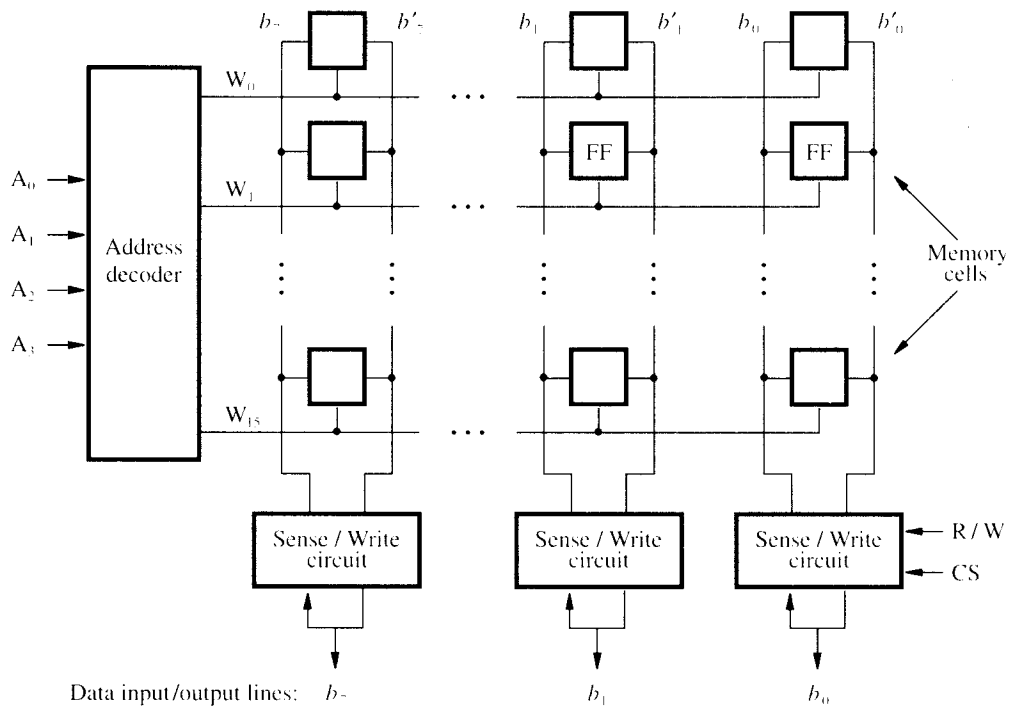 b₇ b′₇ b₁ b′₁ b₀ b′₀
W₀
• • •
FF FF
A₀
W₁
• • •
A₁
Address
decoder
Memory
cells
A₂
A₃
W₁₅
• • •
Sense / Write
circuit
Sense / Write
circuit
Sense / Write
circuit
R / W
CS
Data input/output lines: b₇ b₁ b₀